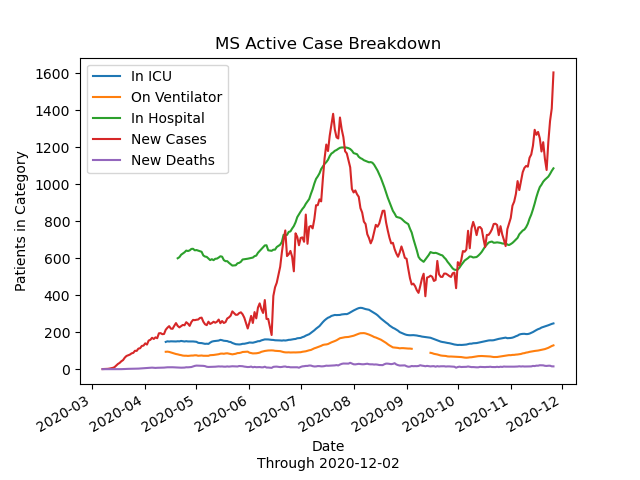 MS Active Case Breakdown
In ICU
On Ventilator
In Hospital
New Cases
New Deaths
Patients in Category
1600
1400
1200
1000
800
600
400
200
0
2020-03
2020-04
2020-05
2020-06
2020-07
2020-08
2020-09
2020-10
2020-11
2020-12
Date
Through 2020-12-02